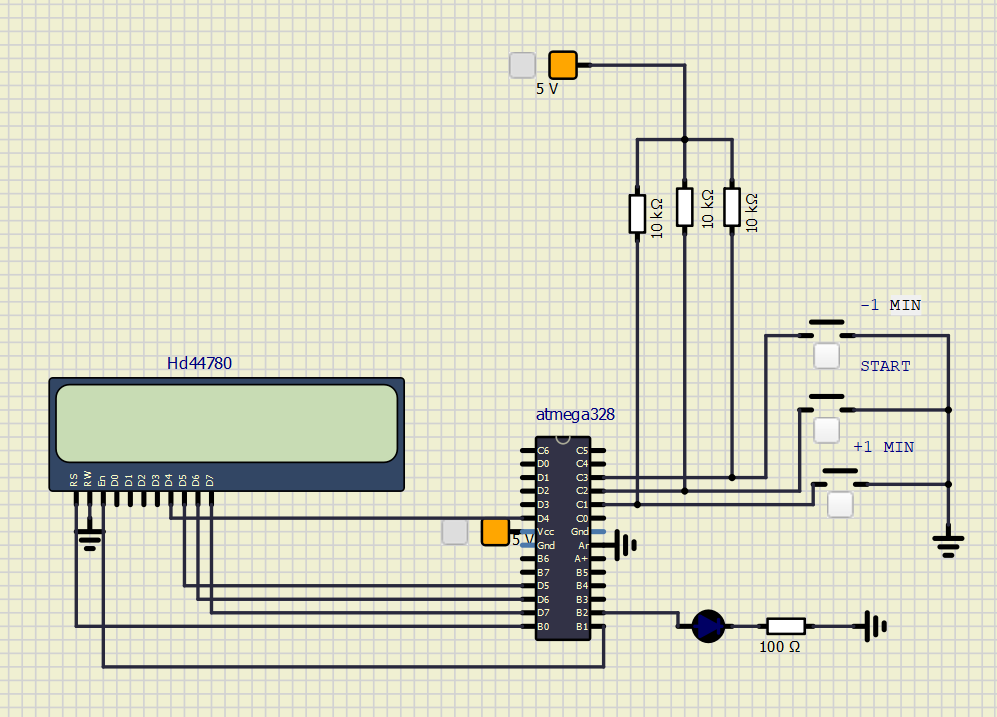 5 V
10 kΩ
10 kΩ
10 kΩ
-1 MIN
START
+1 MIN
Hd44780
RS RW En D0 D1 D2 D3 D4 D5 D6 D7
atmega328
C6 C5
D0 C4
D1 C3
D2 C2
D3 C1
D4 C0
5 V
Vcc Gnd
Gnd Ar
B6 A+
B7 B5
D5 B4
D6 B3
D7 B2
B0 B1
100 Ω